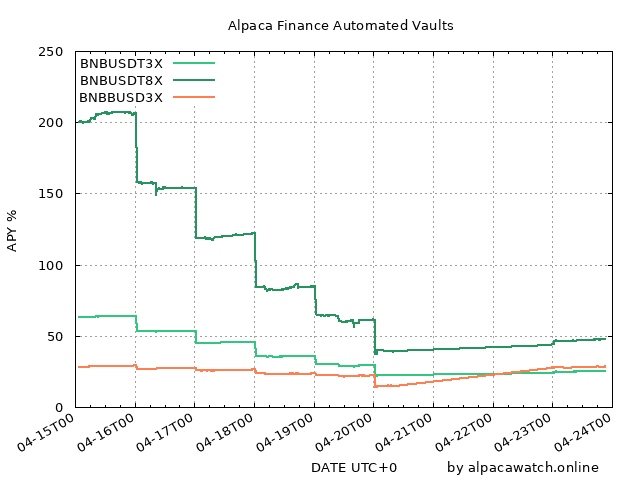 Alpaca Finance Automated Vaults
250
200
150
100
50
0
APY %
BNBUSDT3X
BNBUSDT8X
BNBBUSD3X
04-15T00
04-16T00
04-17T00
04-18T00
04-19T00
04-20T00
04-21T00
04-22T00
04-23T00
04-24T00
DATE UTC+0
by alpacawatch.online